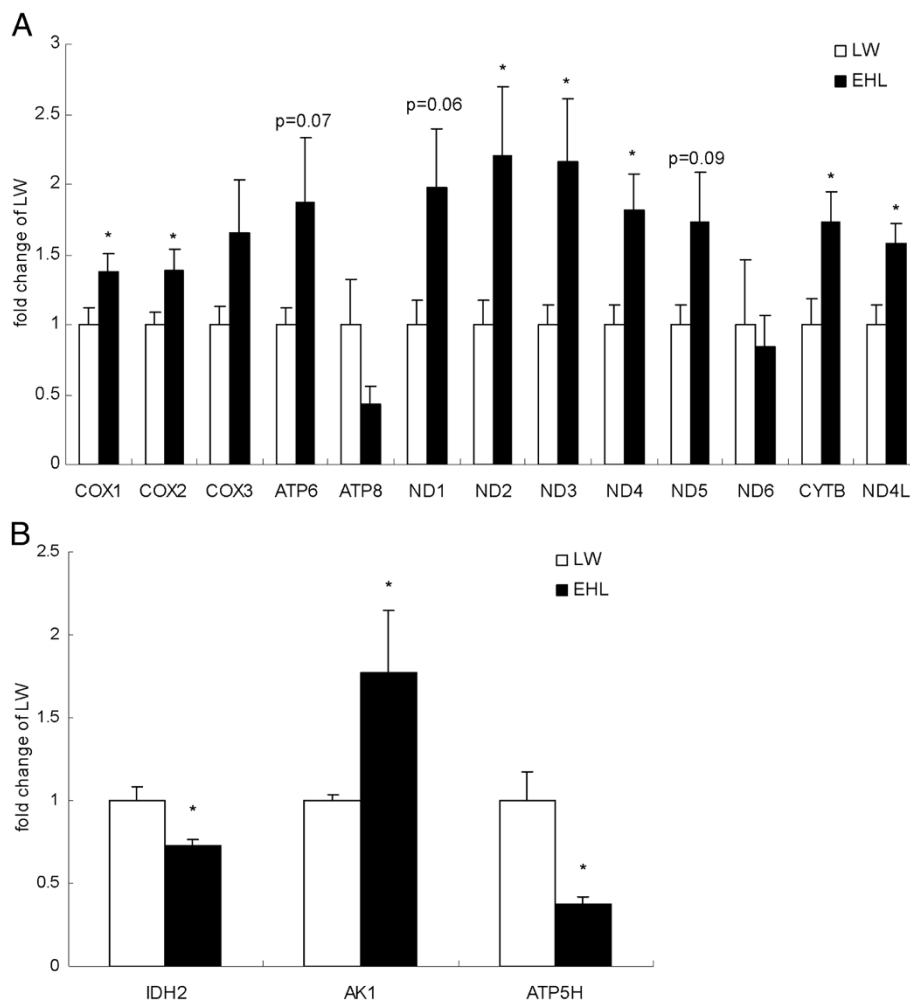 A
3
2.5
2
1.5
1
0.5
0
fold change of LW
LW
EHL
* * p=0.07 p=0.06 * * * p=0.09 * *
COX1 COX2 COX3 ATP6 ATP8 ND1 ND2 ND3 ND4 ND5 ND6 CYTB ND4L
B
2.5
2
1.5
1
0.5
0
fold change of LW
LW
EHL
* * *
IDH2 AK1 ATP5H